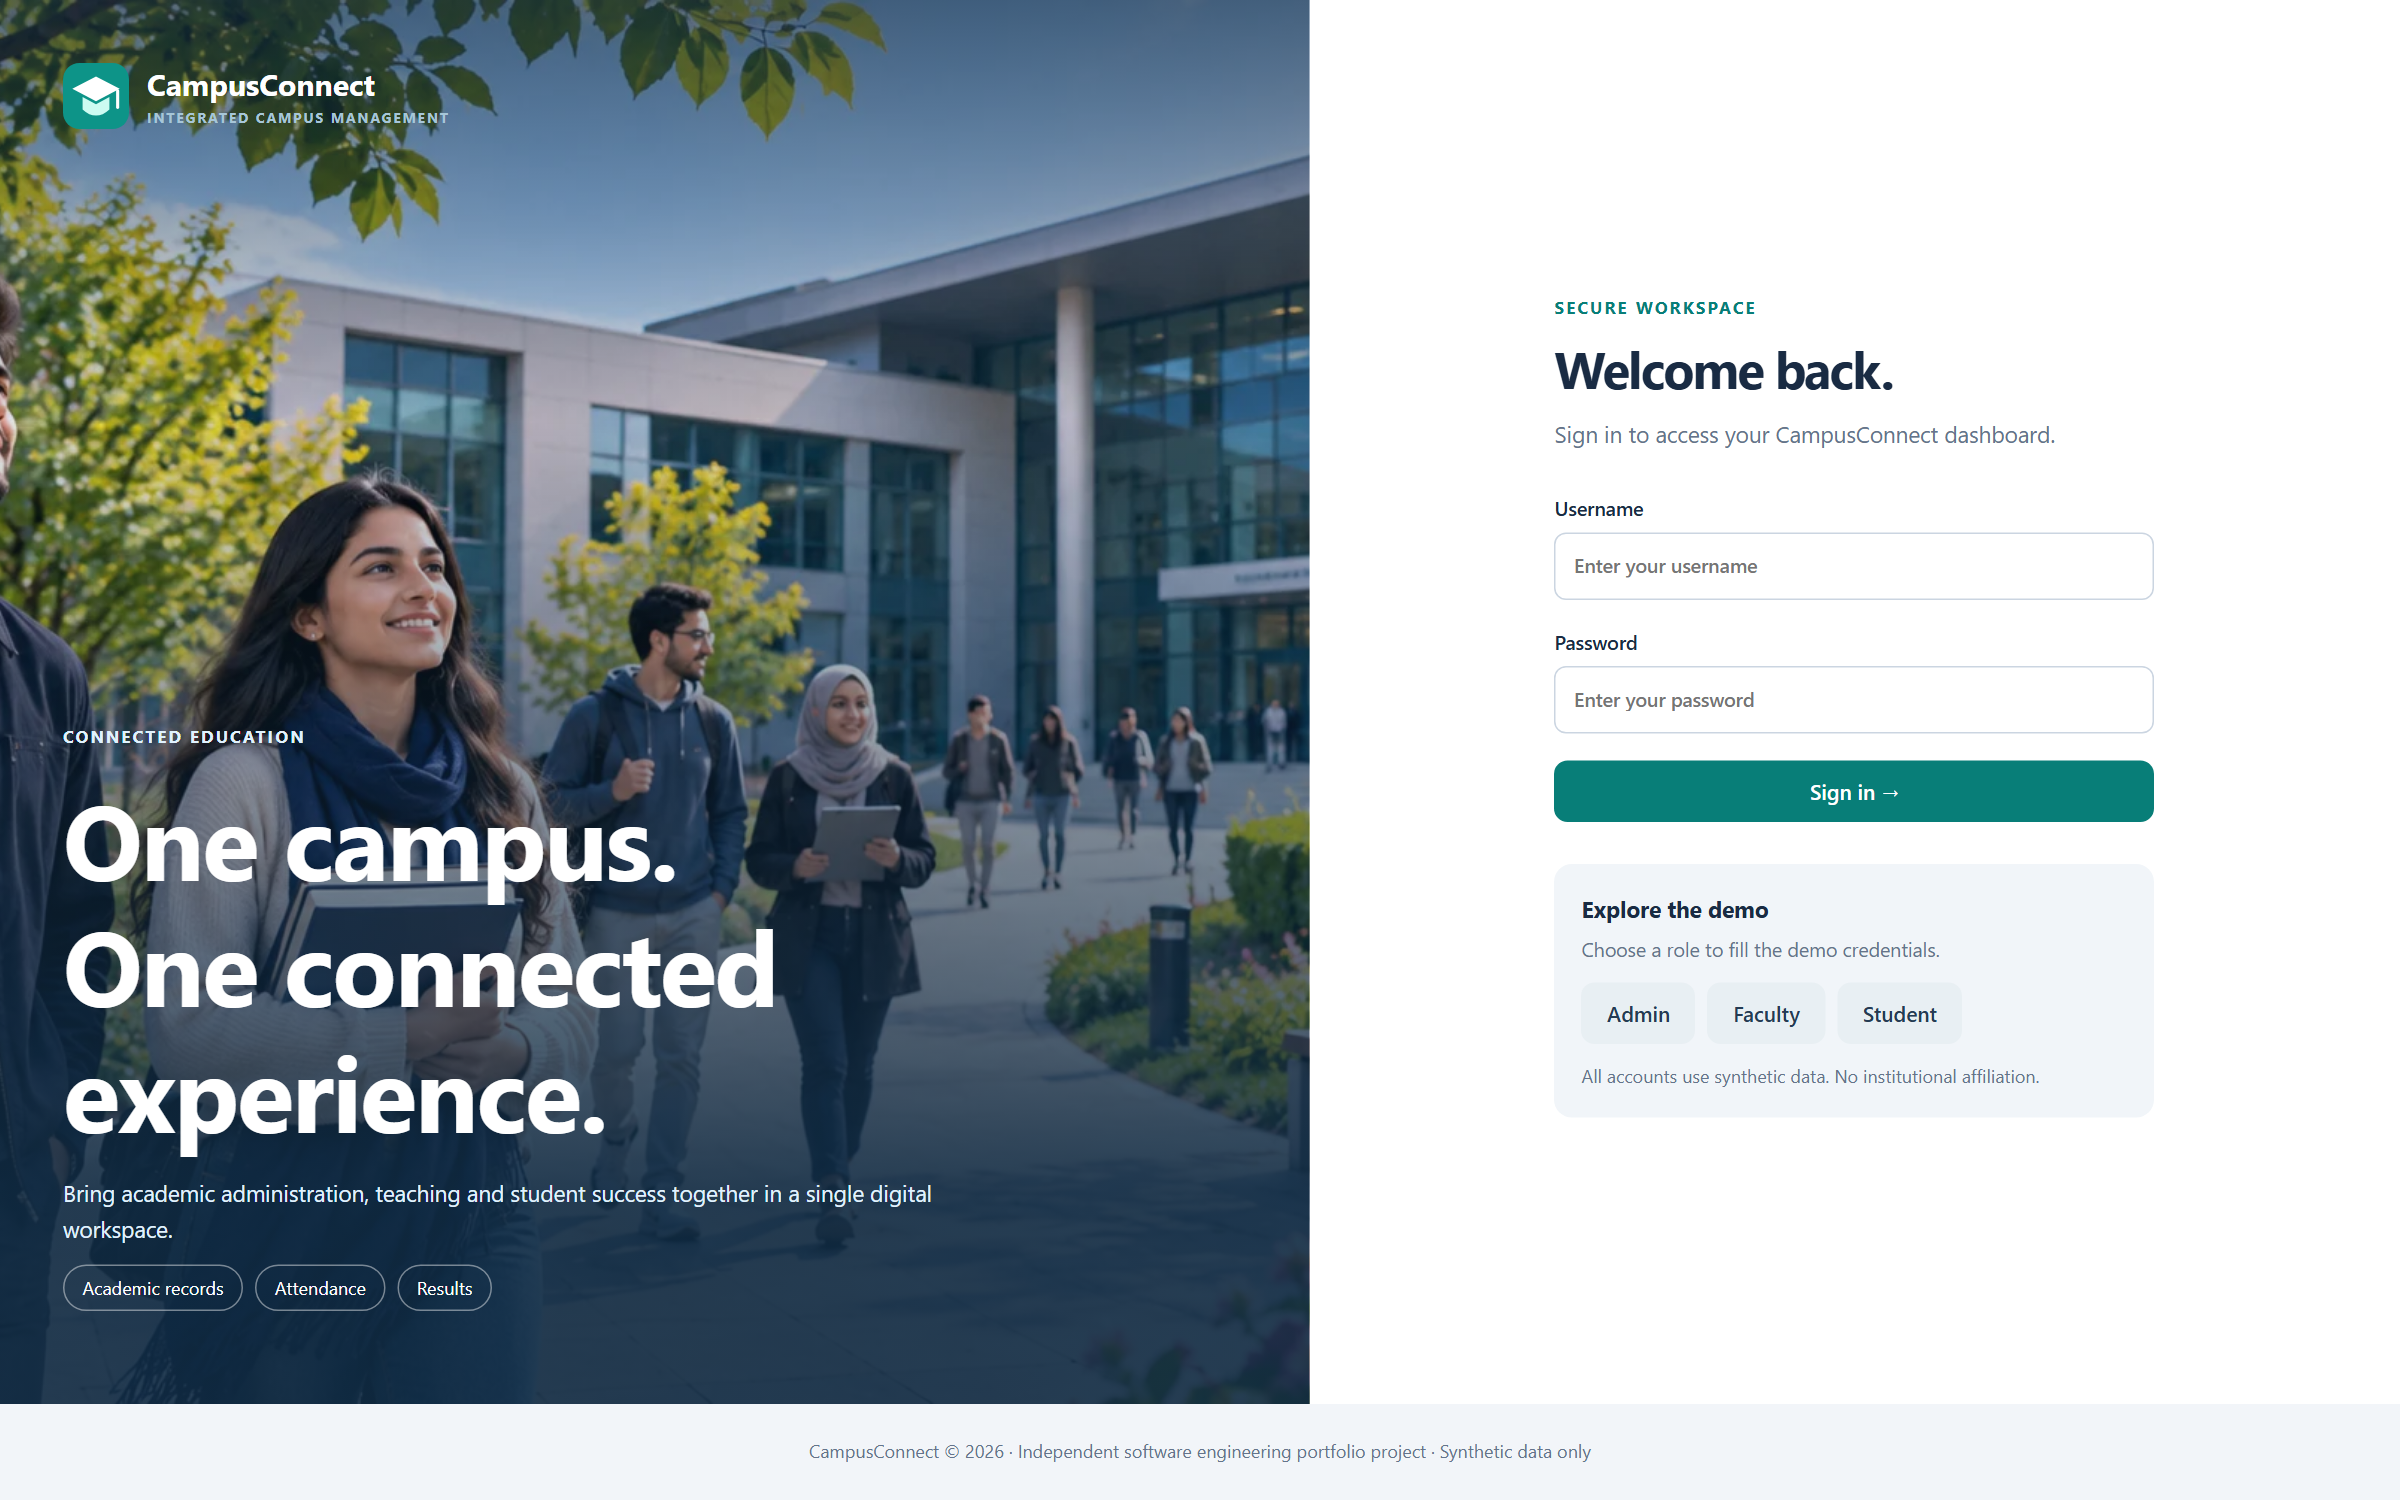 CampusConnect
INTEGRATED CAMPUS MANAGEMENT
CONNECTED EDUCATION
One campus.
One connected
experience.
Bring academic administration, teaching and student success together in a single digital
workspace.
Academic records
Attendance
Results
SECURE WORKSPACE
Welcome back.
Sign in to access your CampusConnect dashboard.
Username
Enter your username
Password
Enter your password
Sign in →
Explore the demo
Choose a role to fill the demo credentials.
Admin Faculty Student
All accounts use synthetic data. No institutional affiliation.
CampusConnect © 2026 · Independent software engineering portfolio project · Synthetic data only